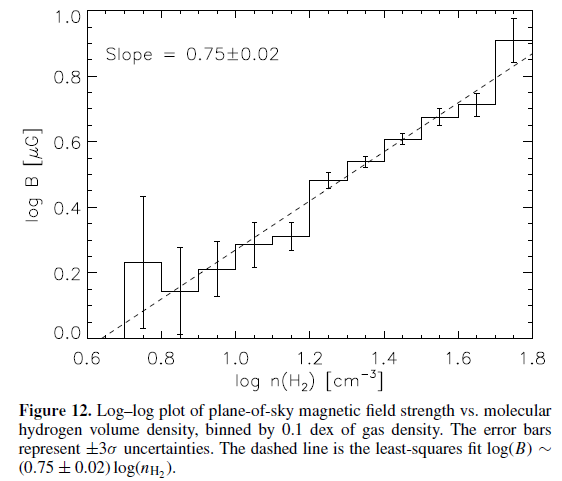 1.0
Slope = 0.75±0.02
0.8
0.6
0.4
0.2
0.0
log B [μG]
0.6 0.8 1.0 1.2 1.4 1.6 1.8
log n(H₂) [cm⁻³]
Figure 12. Log–log plot of plane-of-sky magnetic field strength vs. molecular
hydrogen volume density, binned by 0.1 dex of gas density. The error bars
represent ±3σ uncertainties. The dashed line is the least-squares fit log(B) ∼
(0.75 ± 0.02) log(n_H₂).